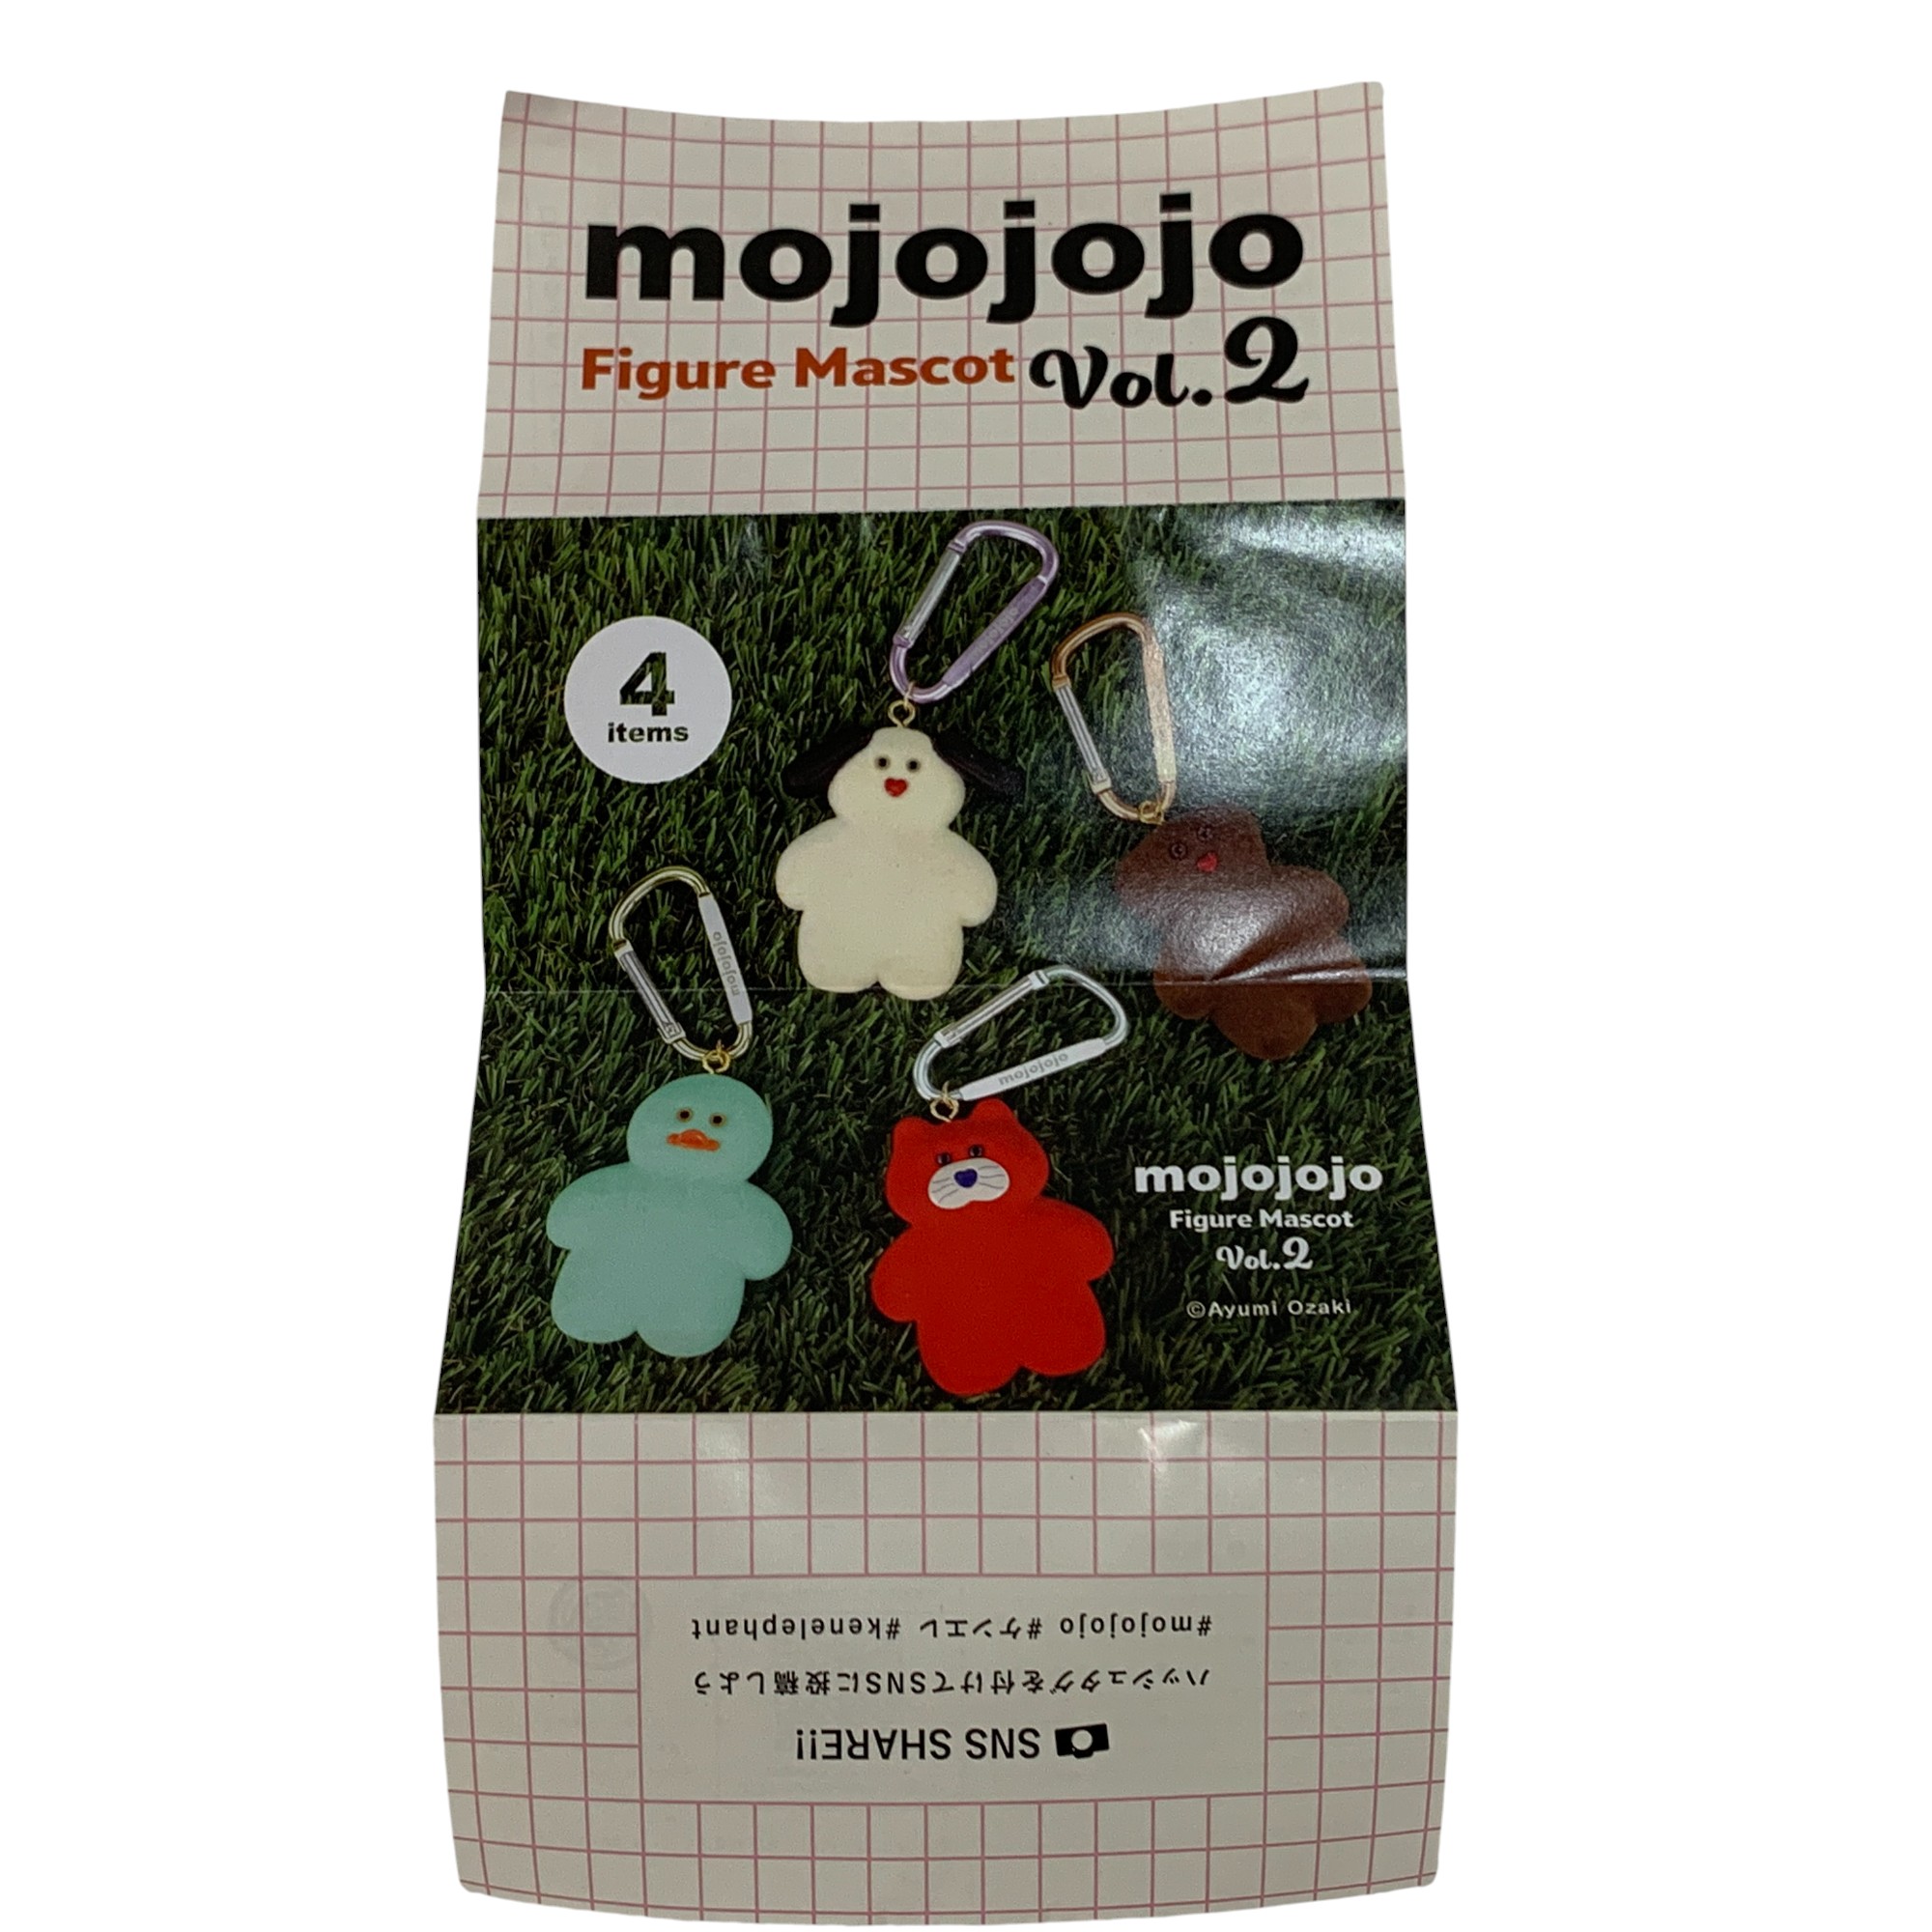 mojojojo
Figure Mascot Vol.2
4
items
mojojojo
mojojojo
mojojojo
Figure Mascot
Vol.2
©Ayumi Ozaki
SNS SHARE!!
ハッシュタグを付けてSNSに投稿しよう
#mojojojo #ケンエレ #kenelephant